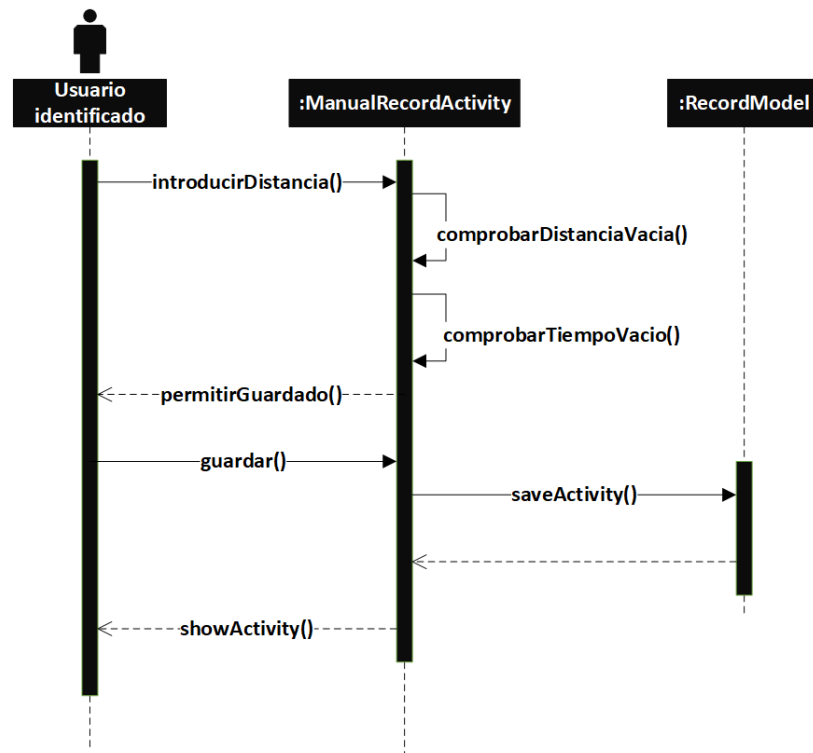 Usuario
identificado
:ManualRecordActivity
:RecordModel
introducirDistancia()
comprobarDistanciaVacia()
comprobarTiempoVacio()
permitirGuardado()
guardar()
saveActivity()
showActivity()